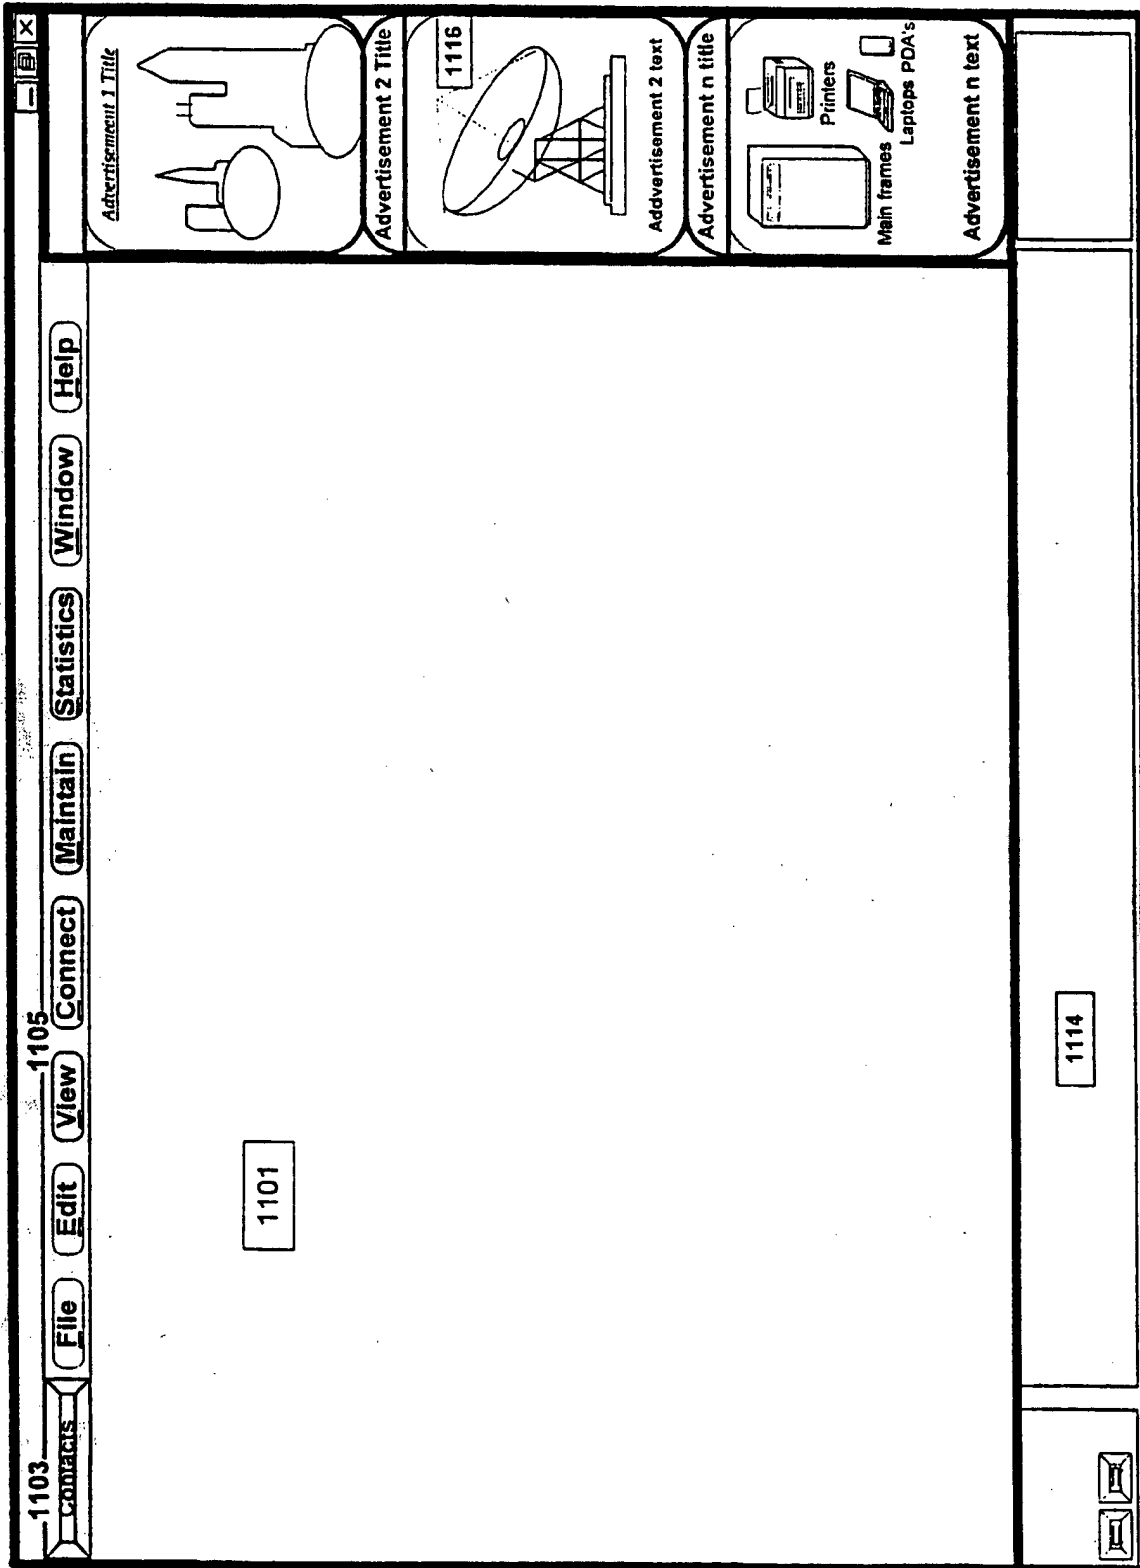 1103 1105
Contacts File Edit View Connect Maintain Statistics Window Help
Advertisement 1 Title
Advertisement 2 Title
1116
Addvertisement 2 text
Advertisement n title
Printers
Main frames
Laptops PDA's
Advertisement n text
1101
1114